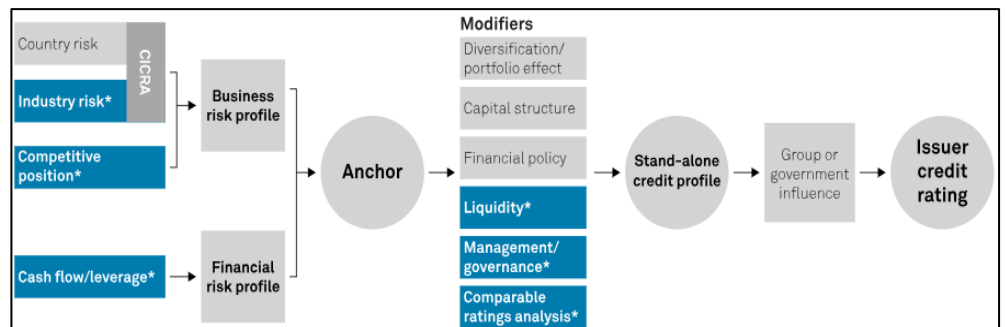 Modifiers
Country risk
CICRA
Industry risk*
Competitive
position*
Cash flow/leverage*
Business
risk profile
Financial
risk profile
Anchor
Diversification/
portfolio effect
Capital structure
Financial policy
Liquidity*
Management/
governance*
Comparable
ratings analysis*
Stand-alone
credit profile
Group or
government
influence
Issuer
credit
rating